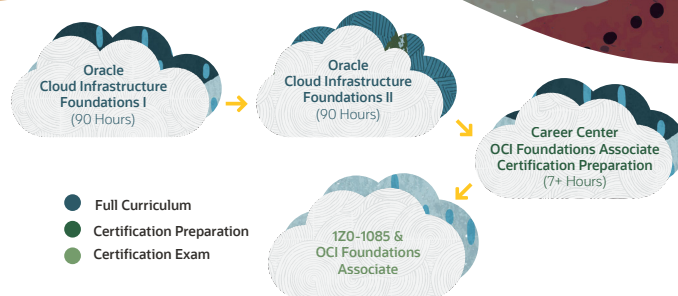 Oracle
Cloud Infrastructure
Foundations I
(90 Hours)
Oracle
Cloud Infrastructure
Foundations II
(90 Hours)
Career Center
OCI Foundations Associate
Certification Preparation
(7+ Hours)
1Z0-1085 &
OCI Foundations
Associate
Full Curriculum
Certification Preparation
Certification Exam